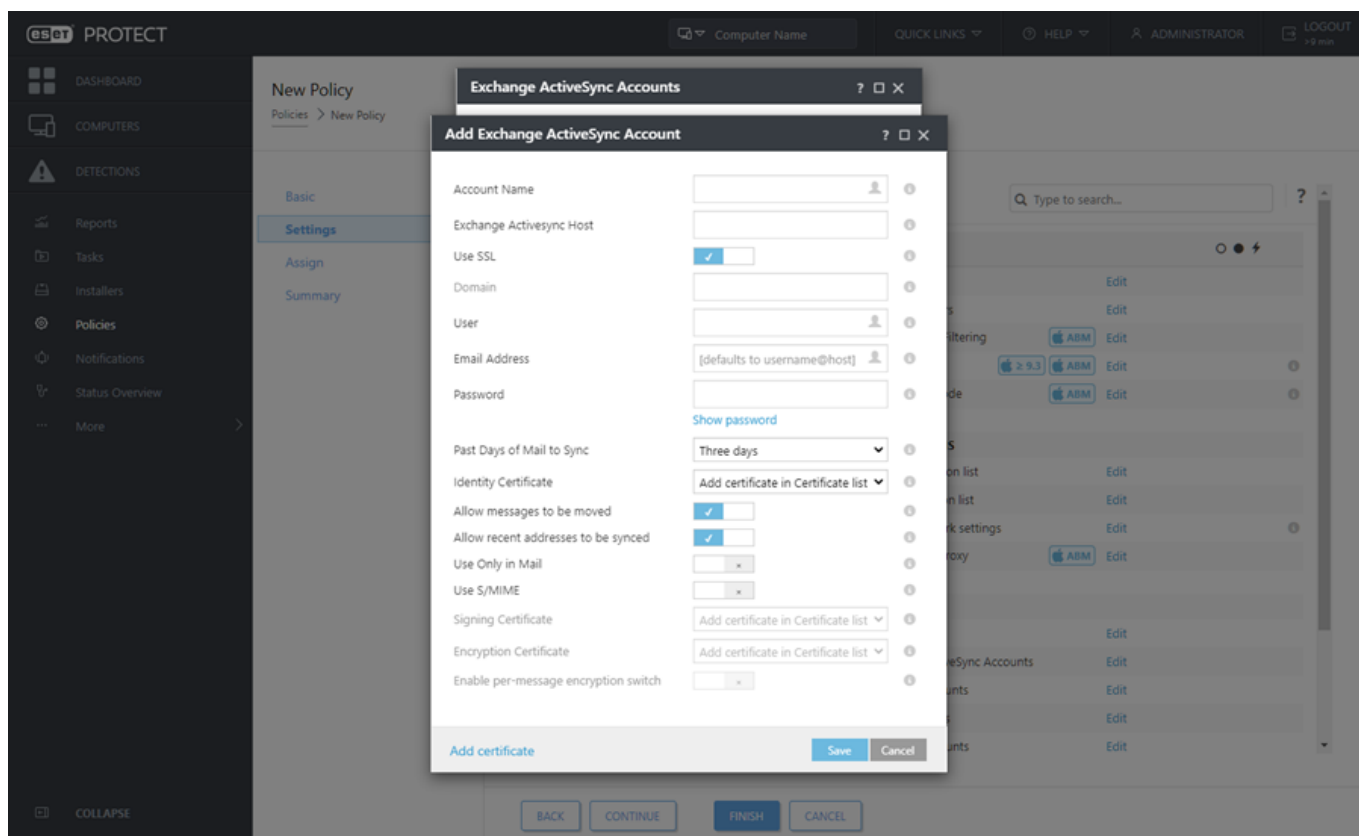 eset PROTECT
Computer Name
QUICK LINKS
HELP
ADMINISTRATOR
LOGOUT
>9 min
DASHBOARD
COMPUTERS
DETECTIONS
Reports
Tasks
Installers
Policies
Notifications
Status Overview
More
COLLAPSE
New Policy
Policies > New Policy
Basic
Settings
Assign
Summary
Exchange ActiveSync Accounts
Add Exchange ActiveSync Account
Account Name
Exchange Activesync Host
Use SSL
Domain
User
Email Address [defaults to username@host]
Password
Show password
Past Days of Mail to Sync Three days
Identity Certificate Add certificate in Certificate list
Allow messages to be moved
Allow recent addresses to be synced
Use Only in Mail
Use S/MIME
Signing Certificate Add certificate in Certificate list
Encryption Certificate Add certificate in Certificate list
Enable per-message encryption switch
Add certificate
Save Cancel
Type to search...
?
Edit
s Edit
iltering ABM Edit
≥ 9.3 ABM Edit
de ABM Edit
s
on list Edit
n list Edit
rk settings Edit
roxy ABM Edit
Edit
veSync Accounts Edit
unts Edit
s Edit
unts Edit
BACK CONTINUE FINISH CANCEL